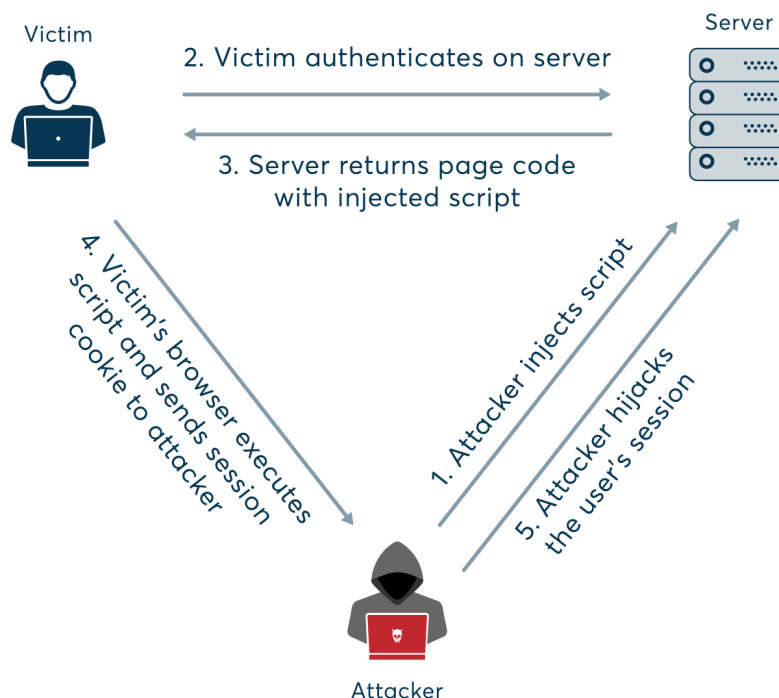 Victim
Server
2. Victim authenticates on server
3. Server returns page code
with injected script
4. Victim's browser executes
script and sends session
cookie to attacker
1. Attacker injects script
5. Attacker hijacks
the user's session
Attacker